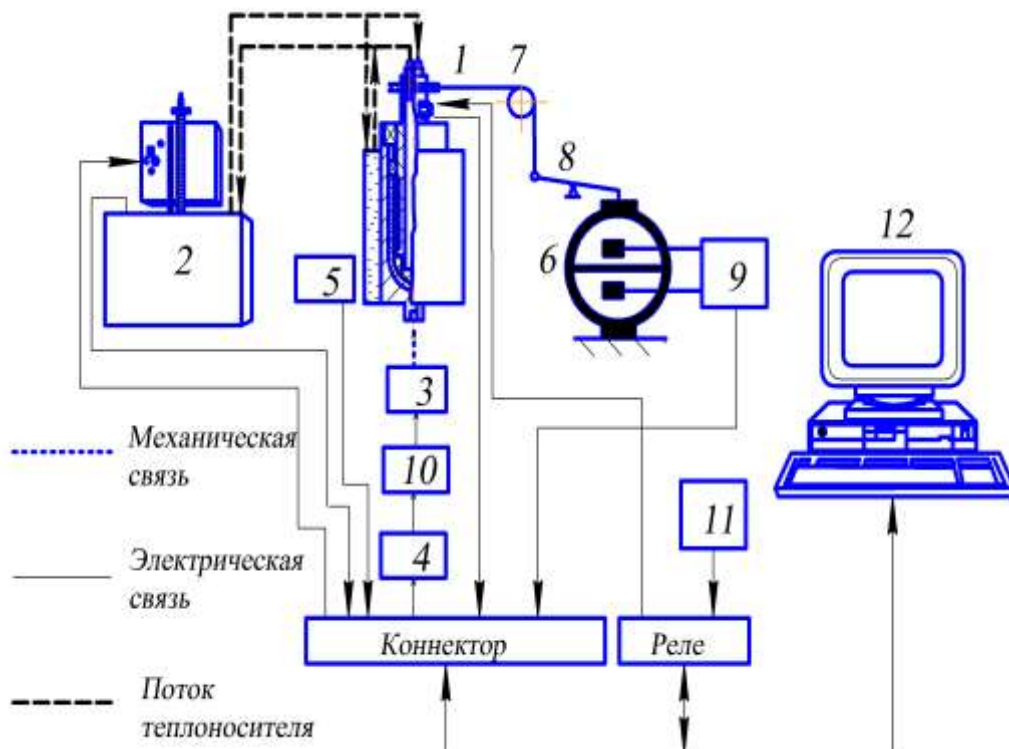 1
7
8
2
5
6
9
12
3
Механическая
связь
10
11
Электрическая
связь
4
Коннектор
Реле
Поток
теплоносителя